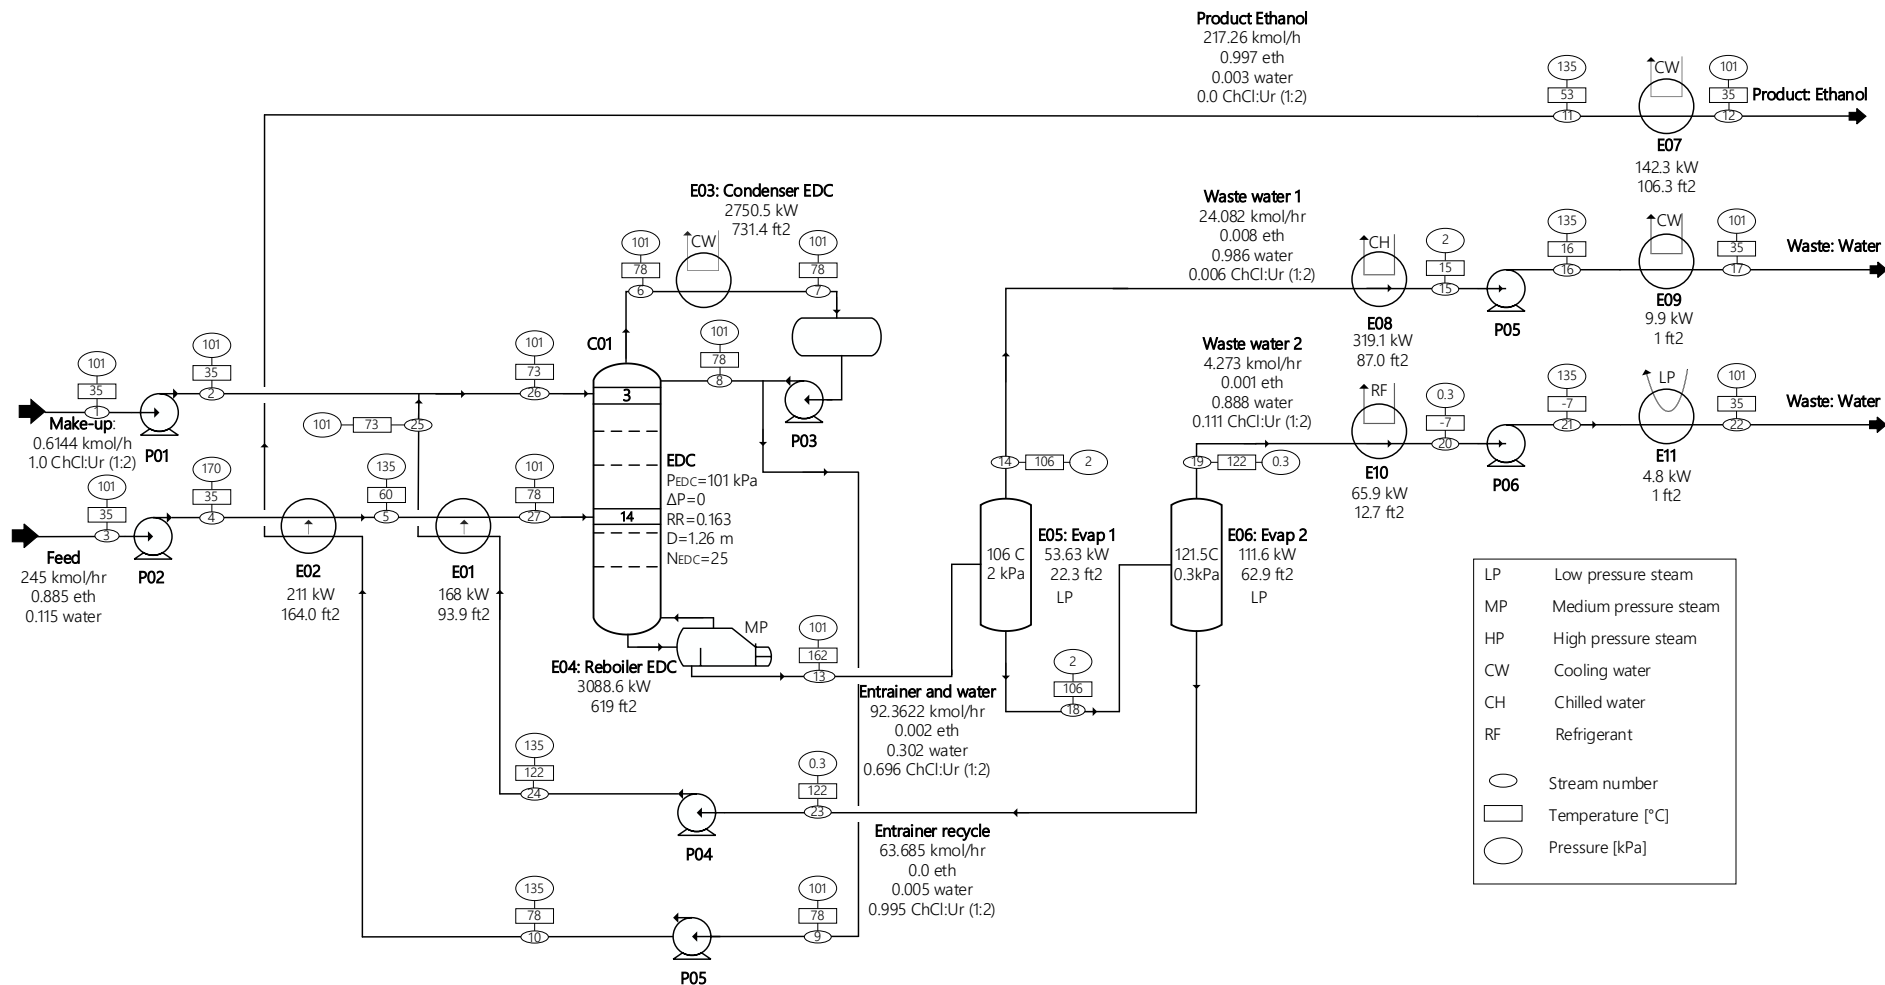 Product Ethanol
217.26 kmol/h
0.997 eth
0.003 water
0.0 ChCl:Ur (1:2)
135
53
11
CW
E07
142.3 kW
106.3 ft2
101
35
12
Product: Ethanol
E03: Condenser EDC
2750.5 kW
731.4 ft2
CW
101
78
6
101
78
7
Waste water 1
24.082 kmol/hr
0.008 eth
0.986 water
0.006 ChCl:Ur (1:2)
CH
E08
319.1 kW
87.0 ft2
2
15
15
P05
135
16
16
CW
E09
9.9 kW
1 ft2
101
35
17
Waste: Water
101
35
1
Make-up:
0.6144 kmol/h
1.0 ChCl:Ur (1:2)
P01
101
35
2
101
73
25
101
73
26
C01
3
14
101
78
8
P03
EDC
PEDC=101 kPa
ΔP=0
RR=0.163
D=1.26 m
NEDC=25
Waste water 2
4.273 kmol/hr
0.001 eth
0.888 water
0.111 ChCl:Ur (1:2)
RF
E10
65.9 kW
12.7 ft2
0.3
-7
20
P06
135
-7
21
LP
E11
4.8 kW
1 ft2
101
35
22
Waste: Water
101
35
3
Feed
245 kmol/hr
0.885 eth
0.115 water
P02
170
35
4
E02
211 kW
164.0 ft2
135
60
5
E01
168 kW
93.9 ft2
101
78
27
14
106
2
19
122
0.3
106 C
2 kPa
E05: Evap 1
53.63 kW
22.3 ft2
LP
121.5C
0.3kPa
E06: Evap 2
111.6 kW
62.9 ft2
LP
MP
E04: Reboiler EDC
3088.6 kW
619 ft2
101
162
13
Entrainer and water
92.3622 kmol/hr
0.002 eth
0.302 water
0.696 ChCl:Ur (1:2)
2
106
18
135
122
24
P04
0.3
122
23
Entrainer recycle
63.685 kmol/hr
0.0 eth
0.005 water
0.995 ChCl:Ur (1:2)
135
78
10
P05
101
78
9
LP Low pressure steam
MP Medium pressure steam
HP High pressure steam
CW Cooling water
CH Chilled water
RF Refrigerant
Stream number
Temperature [°C]
Pressure [kPa]